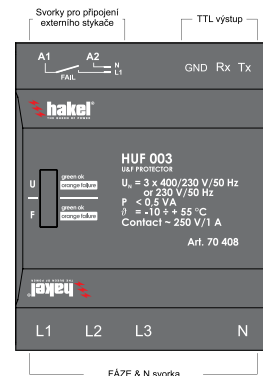 Svorky pro připojení
externího stykače
TTL výstup
A1
A2
N
L1
FAIL
GND Rx Tx
hakel®
THE GUARD OF POWER
HUF 003
U&F PROTECTOR
Uₙ = 3 x 400/230 V/50 Hz
or 230 V/50 Hz
P < 0,5 VA
ϑ = -10 ÷ + 55 °C
Contact ~ 250 V/1 A
Art. 70 408
U
green ok
orange failure
F
green ok
orange failure
hakel®
L1 L2 L3 N
FÁZE & N svorka